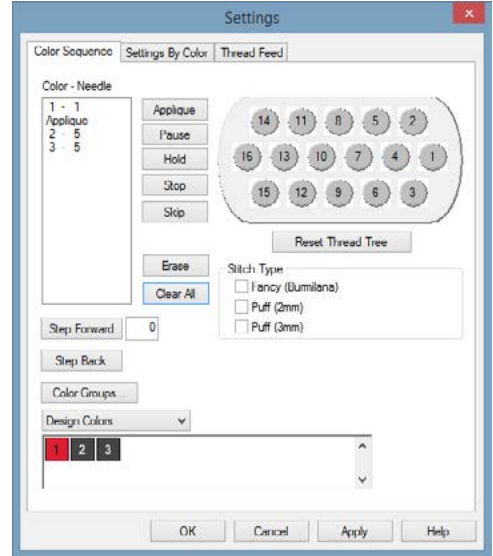 Settings
Color Sequence Settings By Color Thread Feed
Color - Needle
1 - 1
Applique
2 - 5
3 - 5
Applique
Pause
Hold
Stop
Skip
Erase
Clear All
14 11 8 5 2
16 13 10 7 4 1
15 12 9 6 3
Reset Thread Tree
Stitch Type
Fancy (Burmilana)
Puff (2mm)
Puff (3mm)
Step Forward 0
Step Back
Color Groups...
Design Colors
1 2 3
OK Cancel Apply Help